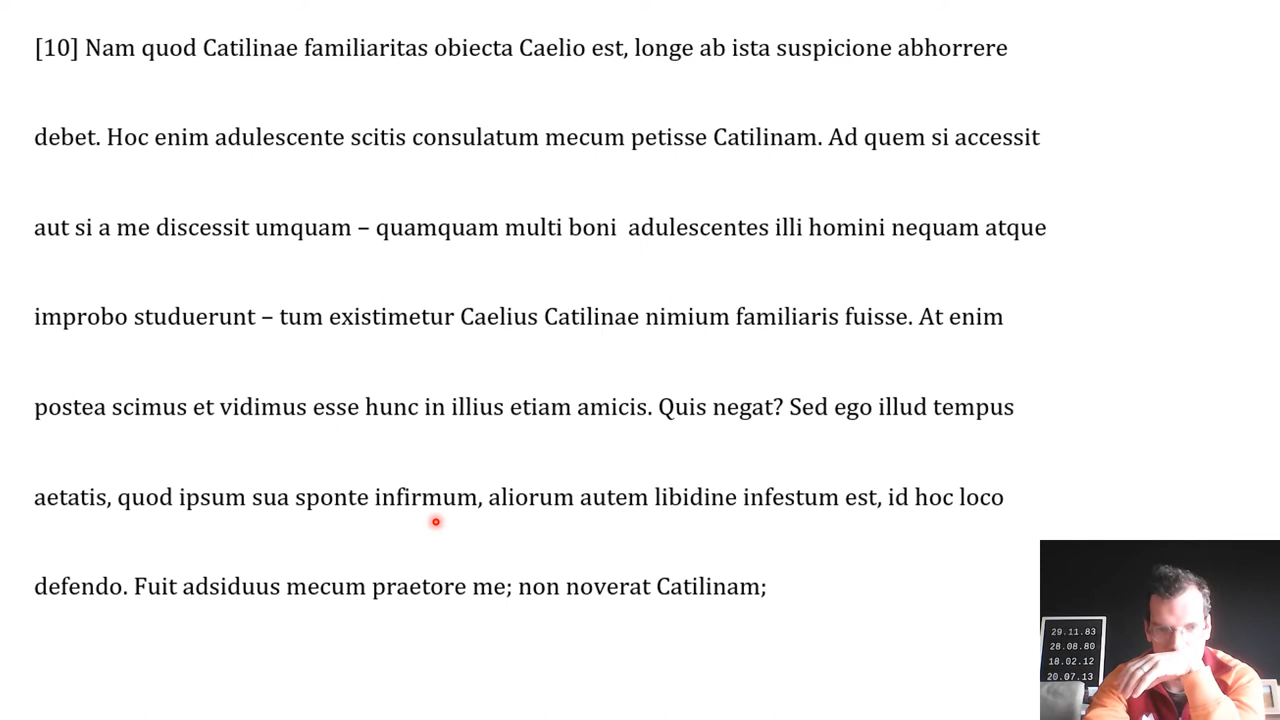 [10] Nam quod Catilinae familiaritas obiecta Caelio est, longe ab ista suspicione abhorrere
debet. Hoc enim adulescente scitis consulatum mecum petisse Catilinam. Ad quem si accessit
aut si a me discessit umquam – quamquam multi boni  adulescentes illi homini nequam atque
improbo studuerunt – tum existimetur Caelius Catilinae nimium familiaris fuisse. At enim
postea scimus et vidimus esse hunc in illius etiam amicis. Quis negat? Sed ego illud tempus
aetatis, quod ipsum sua sponte infirmum, aliorum autem libidine infestum est, id hoc loco
defendo. Fuit adsiduus mecum praetore me; non noverat Catilinam;
29.11.83
28.08.80
18.02.12
20.07.13